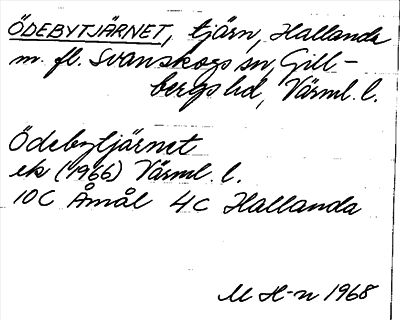 ÖDEBYTJÄRNET, tjärn, Hallanda
m. fl. Svanskogs sn, Gill-
bergs hd, Värml. l.
Ödebytjärnet
ek (1966) Värml. l.
10C Åmål 4C Hallanda
M H-n 1968